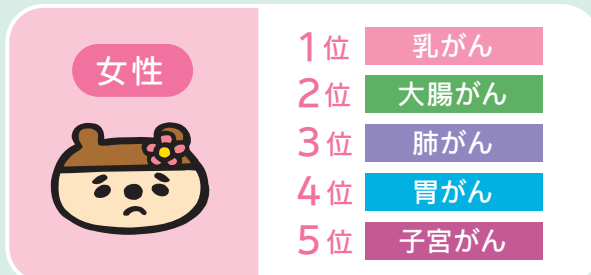 女性
1位 乳がん
2位 大腸がん
3位 肺がん
4位 胃がん
5位 子宮がん